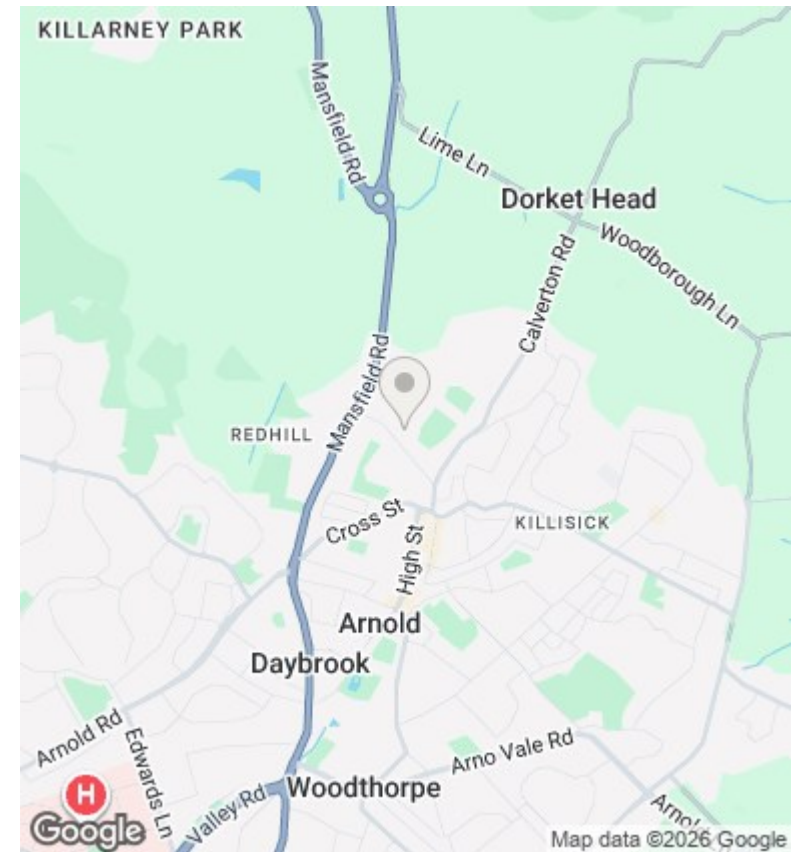 KILLARNEY PARK
Mansfield Rd
Lime Ln
Dorket Head
Woodborough Ln
Calverton Rd
Mansfield Rd
REDHILL
Cross St
High St
KILLISICK
Arnold
Daybrook
Arnold Rd
Edwards Ln
Arno Vale Rd
Woodthorpe
Valley Rd
H
Google
Map data ©2026 Google